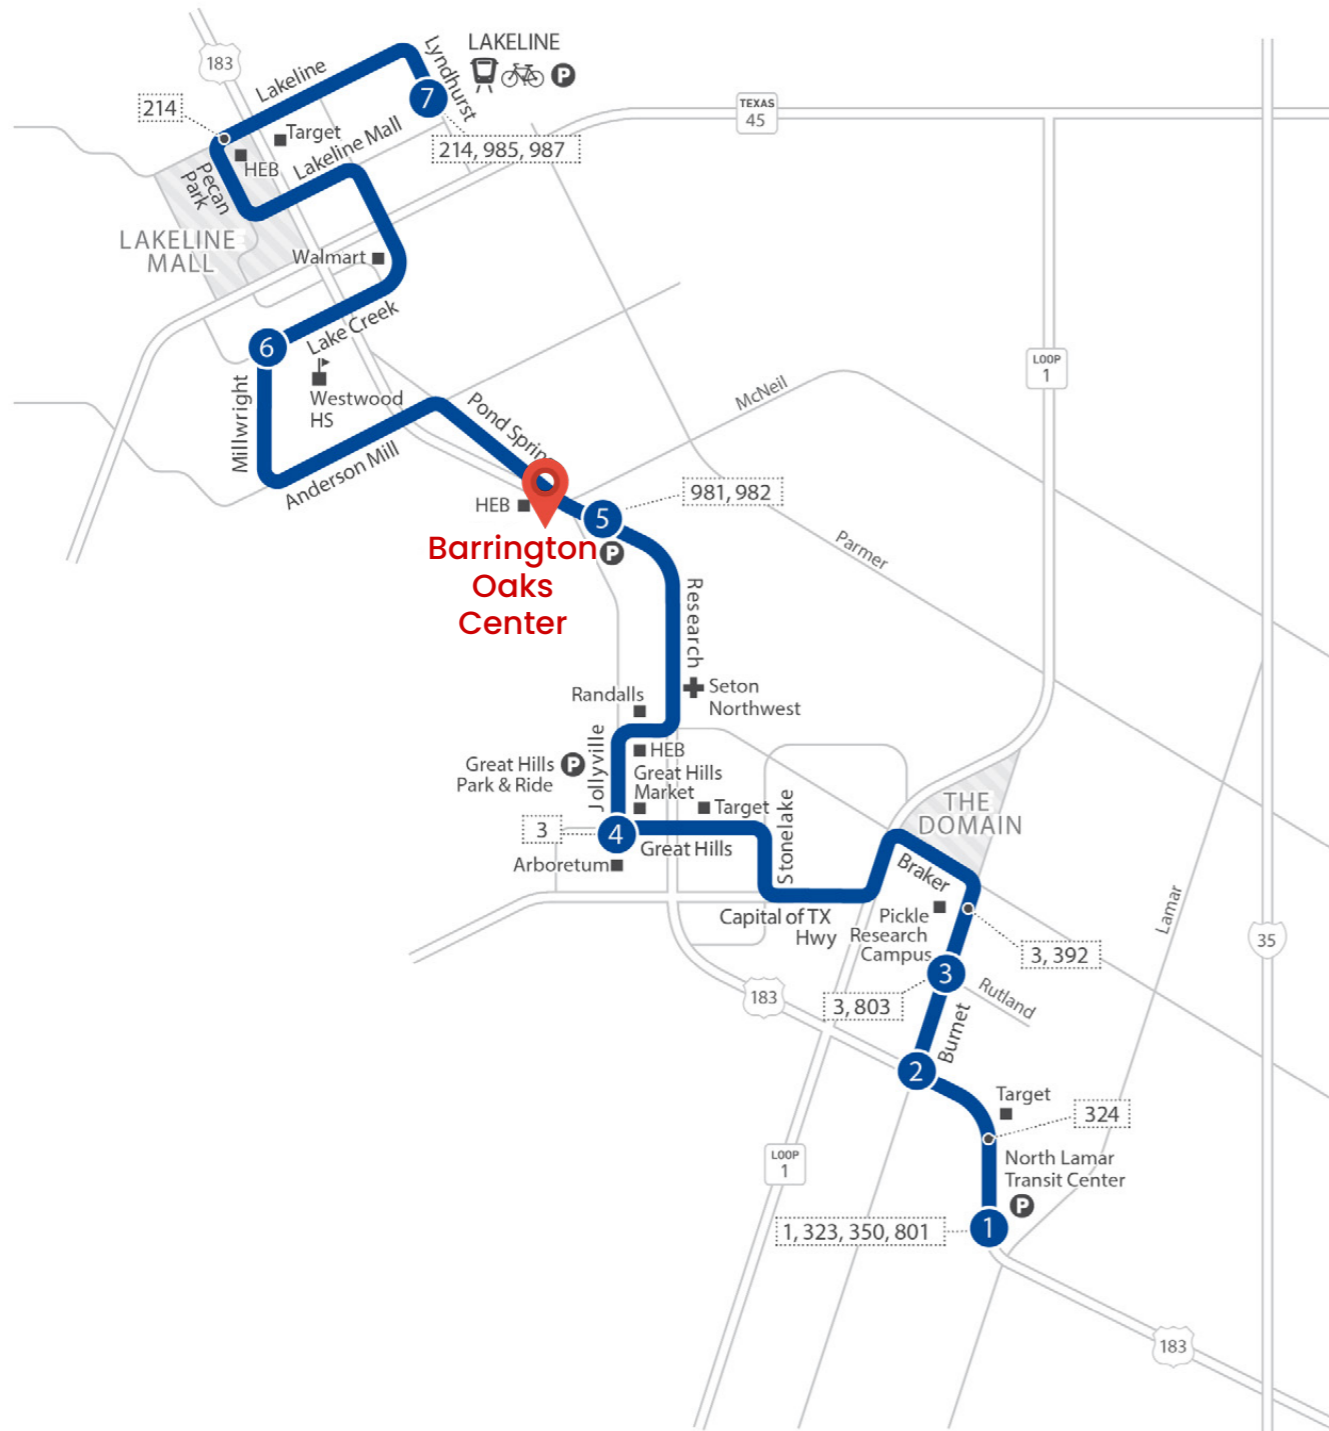 LAKELINE
P
183
Lakeline
Lyndhurst
7
214
Target
HEB
Lakeline Mall
214, 985, 987
TEXAS
45
Pecan
Park
LAKELINE
MALL
Walmart
6
Lake Creek
Westwood
HS
Millwright
Anderson Mill
LOOP
1
McNeil
Pond Spring
981, 982
HEB
5
P
Barrington
Oaks
Center
Parmer
Research
Seton
Northwest
Randalls
Jollyville
HEB
Great Hills
Park & Ride
P
Great Hills
Market
Target
Stonelake
THE
DOMAIN
3
4
Great Hills
Arboretum
Braker
Capital of TX
Hwy
Pickle
Research
Campus
Lamar
35
3, 392
3
Rutland
183
3, 803
Burnet
2
Target
324
LOOP
1
North Lamar
Transit Center
P
1, 323, 350, 801
1
183